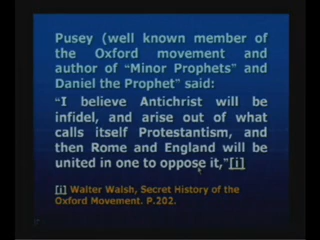 Pusey (well known member of
the Oxford movement and
author of “Minor Prophets” and
Daniel the Prophet” said:
“I believe Antichrist will be
infidel, and arise out of what
calls itself Protestantism, and
then Rome and England will be
united in one to oppose it,”[i]
[i] Walter Walsh, Secret History of the
Oxford Movement. P.202.